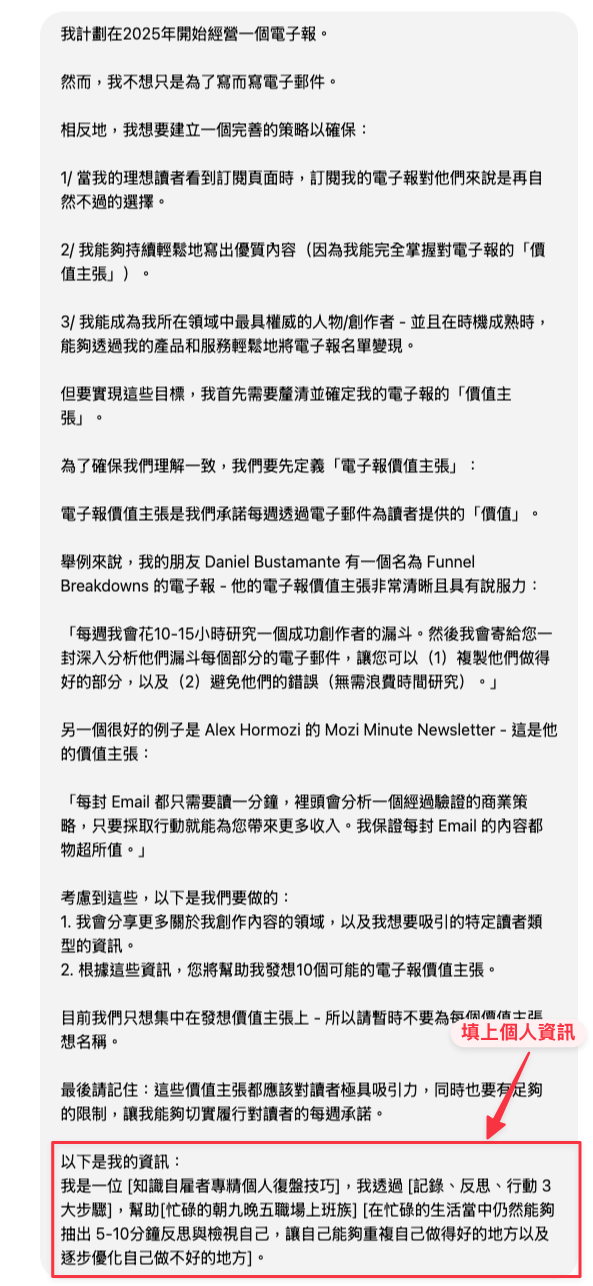 我計劃在2025年開始經營一個電子報。
然而，我不想只是為了寫而寫電子郵件。
相反地，我想要建立一個完善的策略以確保：
1/ 當我的理想讀者看到訂閱頁面時，訂閱我的電子報對他們來說是再自
然不過的選擇。
2/ 我能夠持續輕鬆地寫出優質內容（因為我能完全掌握對電子報的「價
值主張」）。
3/ 我能成為我所在領域中最具權威的人物/創作者 - 並且在時機成熟時，
能夠透過我的產品和服務輕鬆地將電子報名單變現。
但要實現這些目標，我首先需要釐清並確定我的電子報的「價值主
張」。
為了確保我們理解一致，我們要先定義「電子報價值主張」：
電子報價值主張是我們承諾每週透過電子郵件為讀者提供的「價值」。
舉例來說，我的朋友 Daniel Bustamante 有一個名為 Funnel
Breakdowns 的電子報 - 他的電子報價值主張非常清晰且具有說服力：
「每週我會花10-15小時研究一個成功創作者的漏斗。然後我會寄給您一
封深入分析他們漏斗每個部分的電子郵件，讓您可以（1）複製他們做得
好的部分，以及（2）避免他們的錯誤（無需浪費時間研究）。」
另一個很好的例子是 Alex Hormozi 的 Mozi Minute Newsletter - 這是他
的價值主張：
「每封 Email 都只需要讀一分鐘，裡頭會分析一個經過驗證的商業策
略，只要採取行動就能為您帶來更多收入。我保證每封 Email 的內容都
物超所值。」
考慮到這些，以下是我們要做的：
1. 我會分享更多關於我創作內容的領域，以及我想要吸引的特定讀者類
型的資訊。
2. 根據這些資訊，您將幫助我發想10個可能的電子報價值主張。
目前我們只想集中在發想價值主張上 - 所以請暫時不要為每個價值主張
想名稱。
填上個人資訊
最後請記住：這些價值主張都應該對讀者極具吸引力，同時也要有足夠
的限制，讓我能夠切實履行對讀者的每週承諾。
以下是我的資訊：
我是一位 [知識自雇者專精個人復盤技巧]，我透過 [記錄、反思、行動 3
大步驟]，幫助[忙碌的朝九晚五職場上班族] [在忙碌的生活當中仍然能夠
抽出 5-10分鐘反思與檢視自己，讓自己能夠重複自己做得好的地方以及
逐步優化自己做不好的地方]。